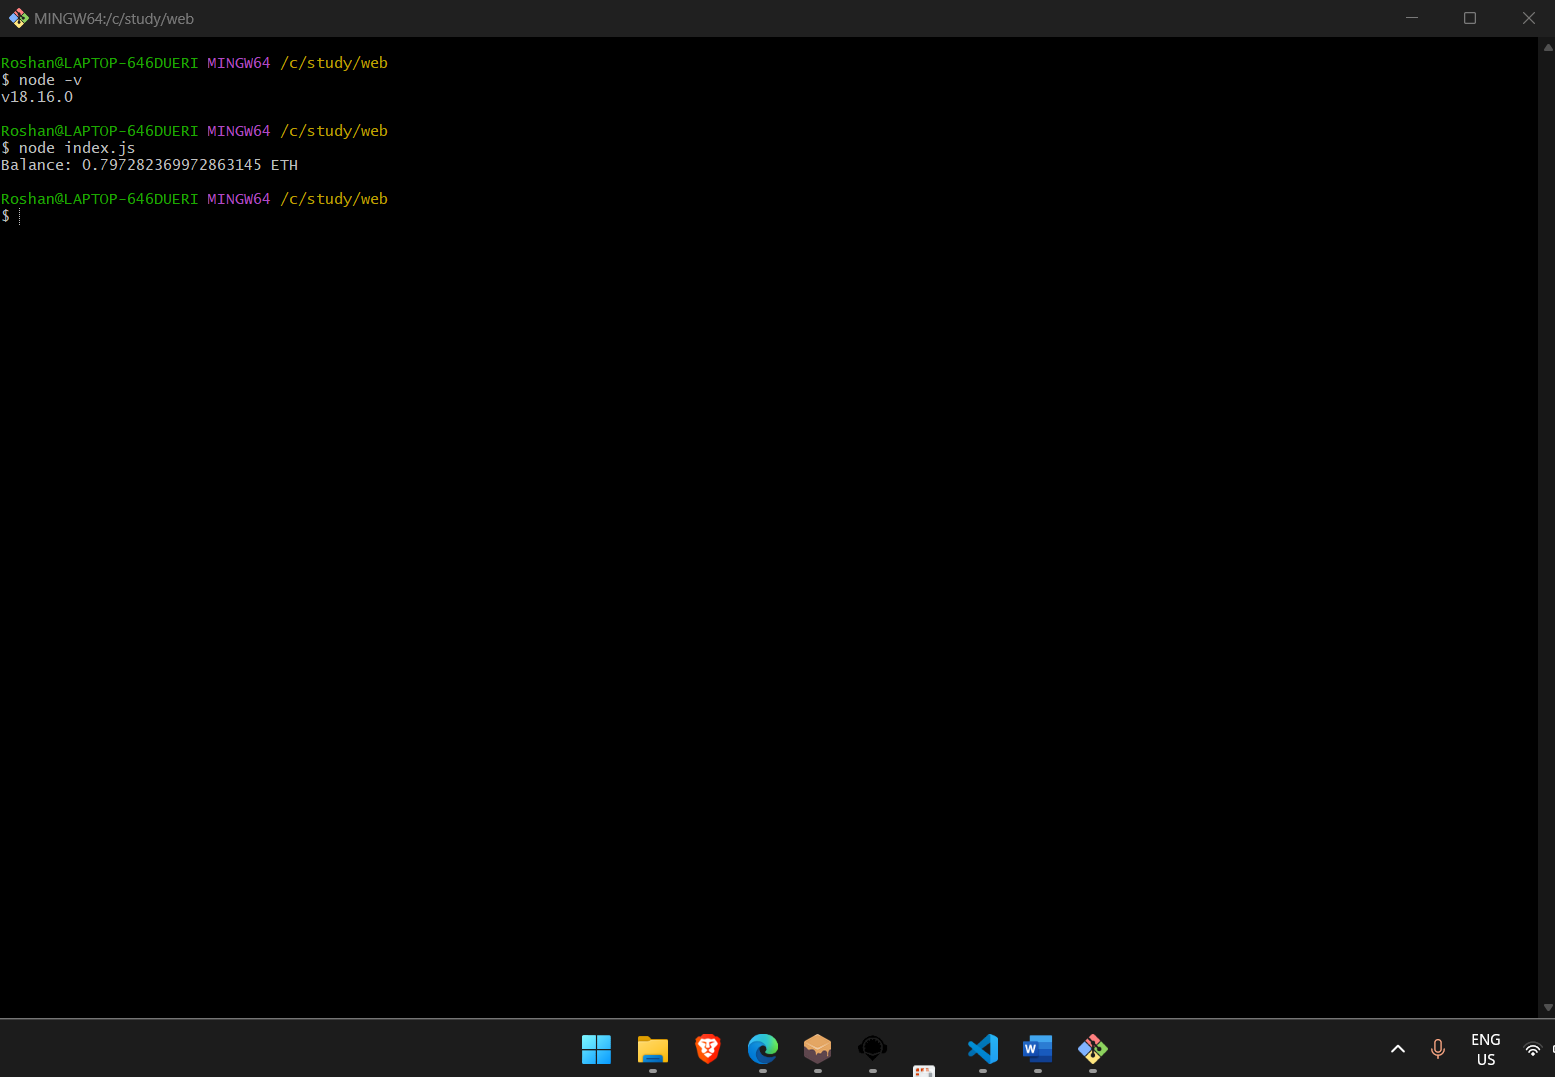 MINGW64:/c/study/web
Roshan@LAPTOP-646DUERI MINGW64 /c/study/web
$ node -v
v18.16.0
Roshan@LAPTOP-646DUERI MINGW64 /c/study/web
$ node index.js
Balance: 0.797282369972863145 ETH
Roshan@LAPTOP-646DUERI MINGW64 /c/study/web
$
W
ENG
US